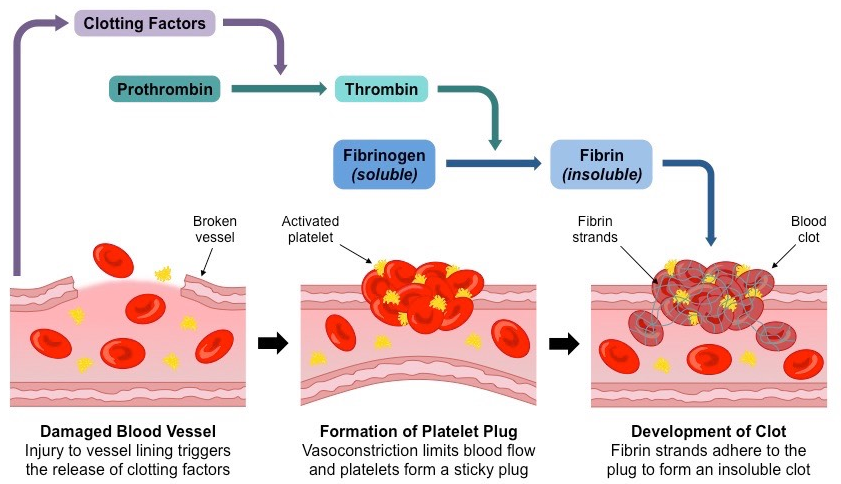 Clotting Factors
Prothrombin
Thrombin
Fibrinogen
(soluble)
Fibrin
(insoluble)
Broken
vessel
Activated
platelet
Fibrin
strands
Blood
clot
Damaged Blood Vessel
Injury to vessel lining triggers
the release of clotting factors
Formation of Platelet Plug
Vasoconstriction limits blood flow
and platelets form a sticky plug
Development of Clot
Fibrin strands adhere to the
plug to form an insoluble clot